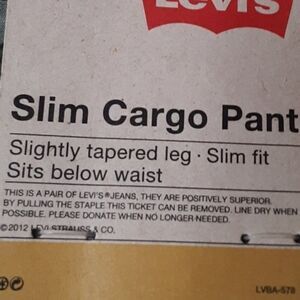 Levi's
Slim Cargo Pant
Slightly tapered leg · Slim fit
Sits below waist
THIS IS A PAIR OF LEVI'S® JEANS, THEY ARE POSITIVELY SUPERIOR.
BY PULLING THE STAPLE THIS TICKET CAN BE REMOVED. LINE DRY WHEN
POSSIBLE. PLEASE DONATE WHEN NO LONGER NEEDED.
©2012 LEVI STRAUSS & CO.
LVBA-578